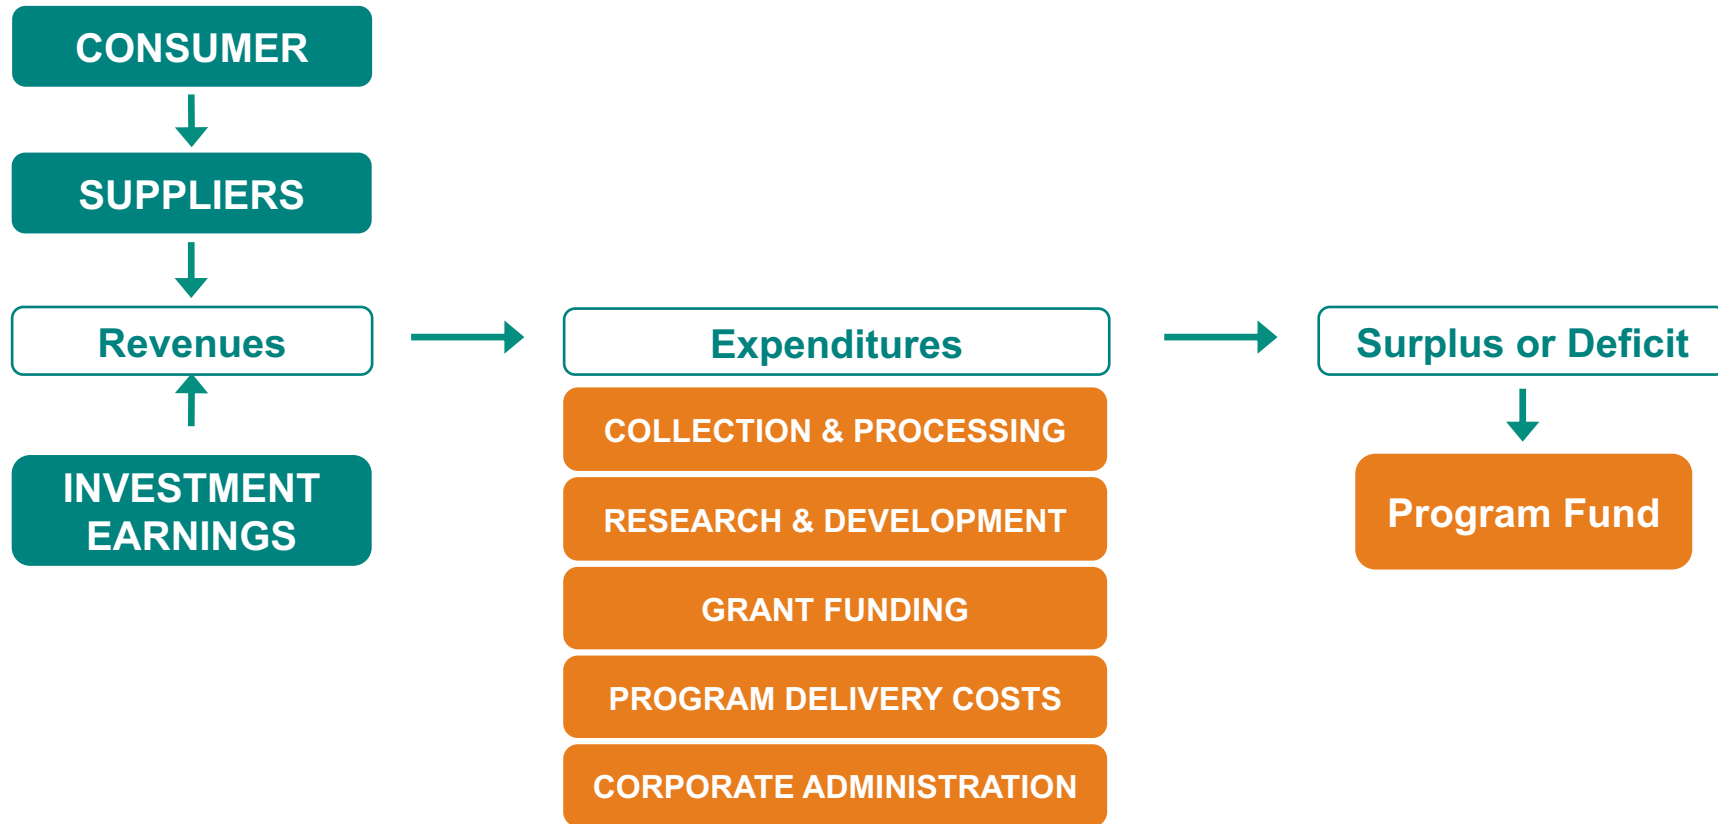 CONSUMER
SUPPLIERS
Revenues
INVESTMENT
EARNINGS
Expenditures
COLLECTION & PROCESSING
RESEARCH & DEVELOPMENT
GRANT FUNDING
PROGRAM DELIVERY COSTS
CORPORATE ADMINISTRATION
Surplus or Deficit
Program Fund